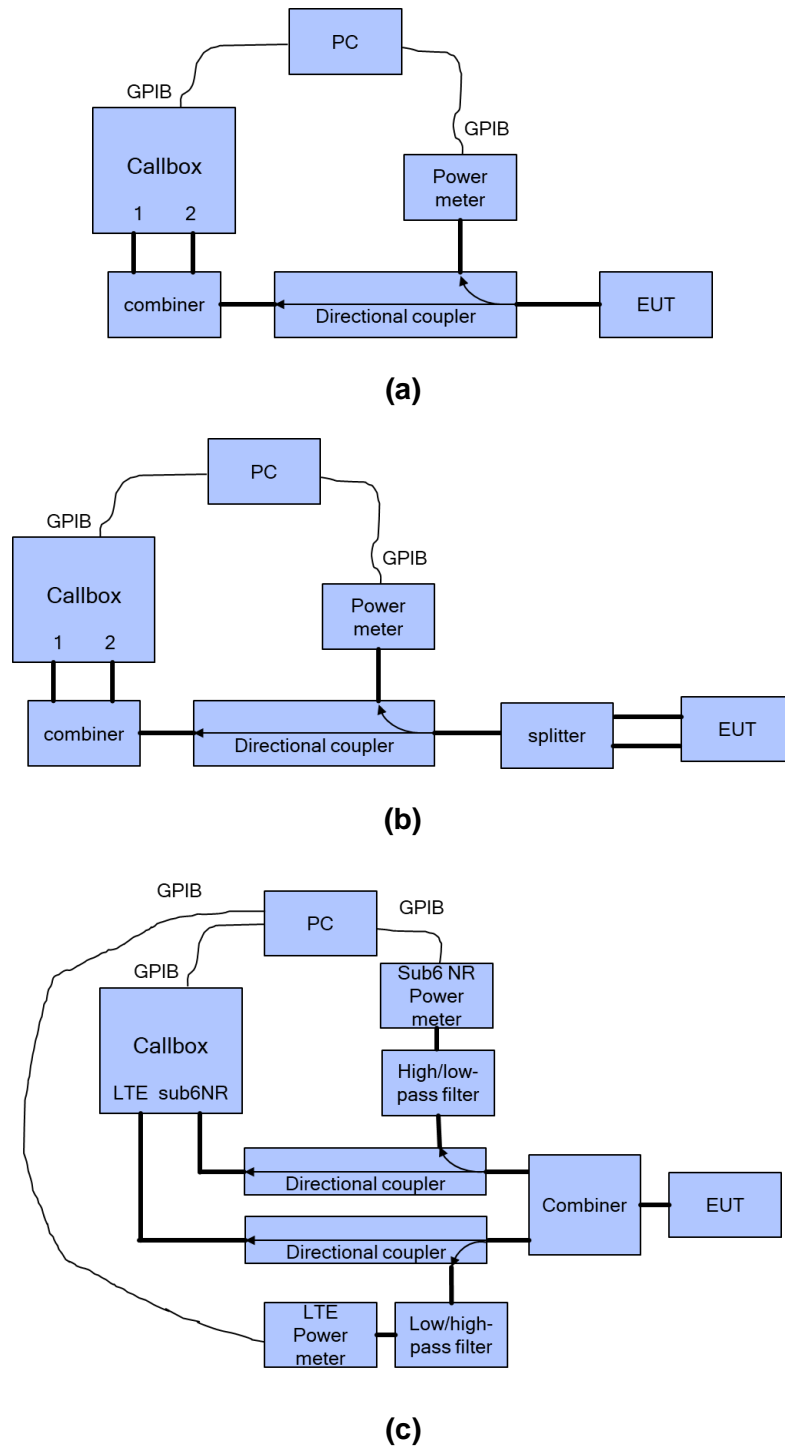 PC
GPIB
GPIB
Callbox
1 2
Power
meter
combiner
Directional coupler
EUT
(a)
PC
GPIB
GPIB
Callbox
1 2
Power
meter
combiner
Directional coupler
splitter
EUT
(b)
GPIB
PC
GPIB
GPIB
Sub6 NR
Power
meter
Callbox
LTE sub6NR
High/low-
pass filter
Directional coupler
Combiner
EUT
Directional coupler
LTE
Power
meter
Low/high-
pass filter
(c)